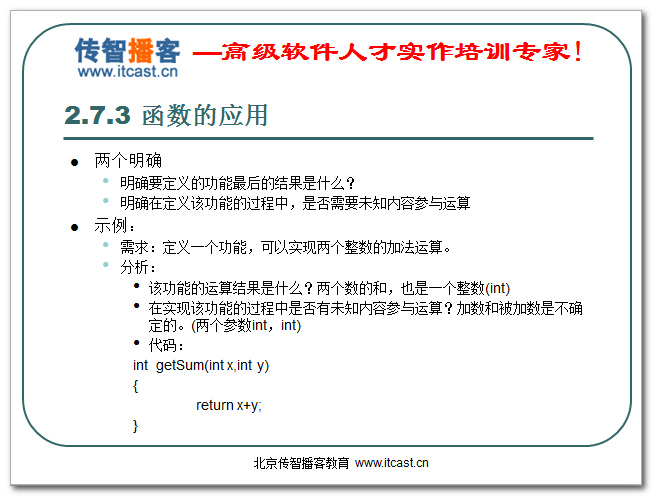 传智播客 —高级软件人才实作培训专家!
www.itcast.cn
2.7.3 函数的应用
● 两个明确
• 明确要定义的功能最后的结果是什么？
• 明确在定义该功能的过程中，是否需要未知内容参与运算
● 示例：
• 需求：定义一个功能，可以实现两个整数的加法运算。
• 分析：
• 该功能的运算结果是什么？两个数的和，也是一个整数(int)
• 在实现该功能的过程中是否有未知内容参与运算？加数和被加数是不确
定的。(两个参数int，int)
• 代码：
int getSum(int x,int y)
{
return x+y;
}
北京传智播客教育 www.itcast.cn